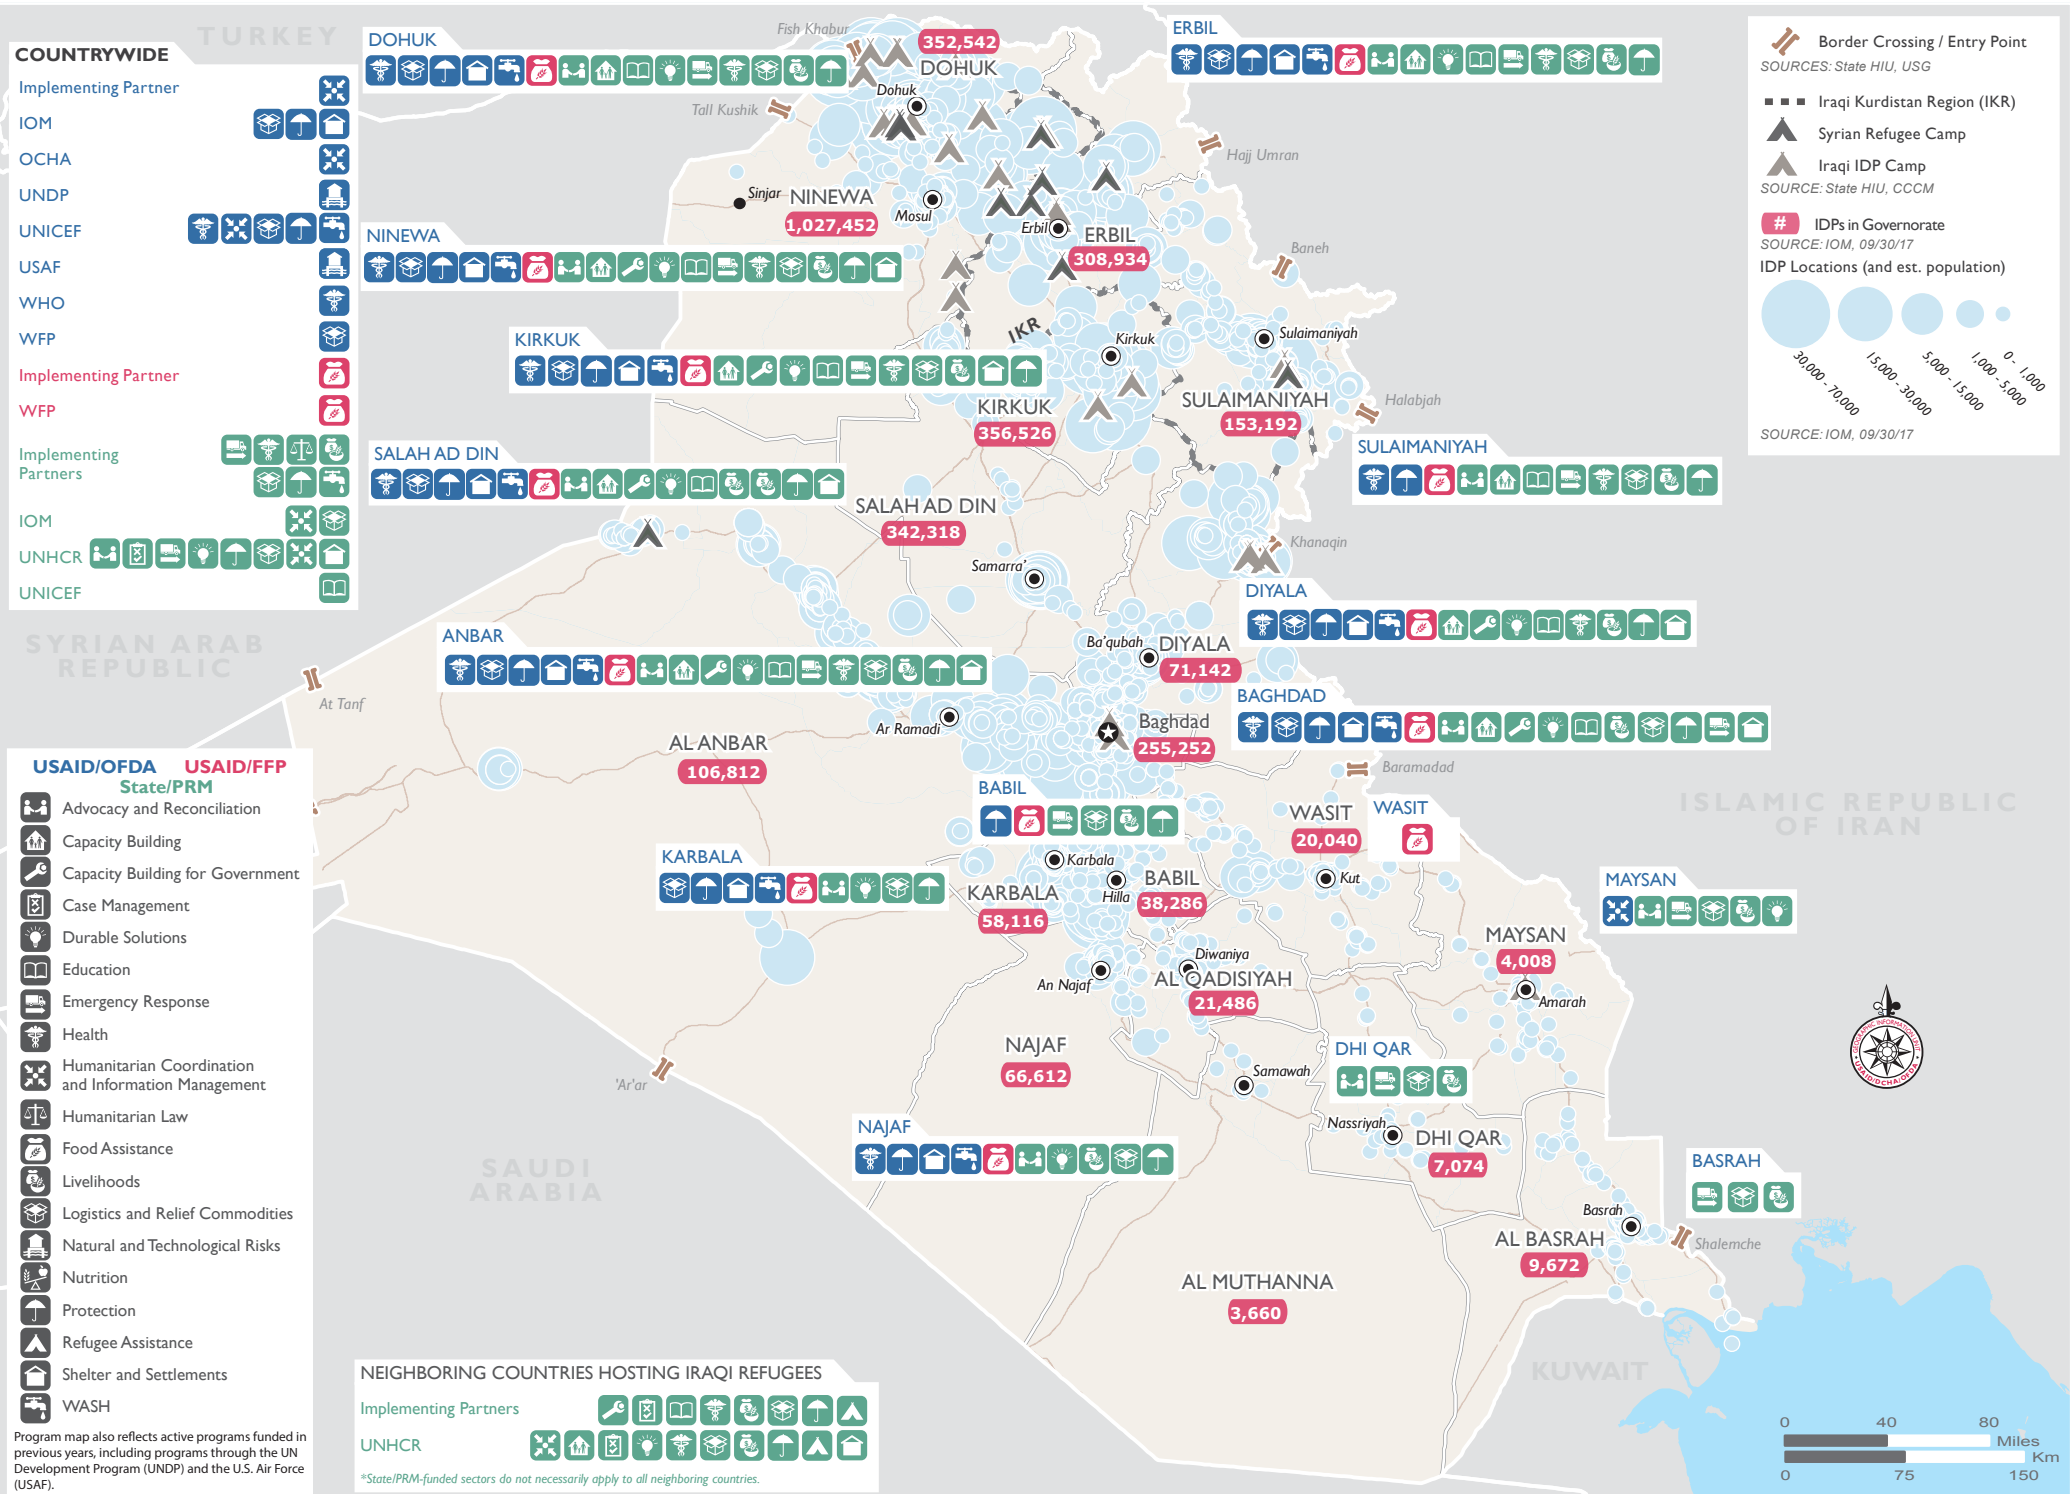 TURKEY
COUNTRYWIDE
Implementing Partner
IOM
OCHA
UNDP
UNICEF
USAF
WHO
WFP
Implementing Partner
WFP
Implementing
Partners
IOM
UNHCR
UNICEF
DOHUK
Fish Khabur
352,542
DOHUK
Dohuk
Tall Kushik
ERBIL
Hajj Umran
Sinjar
NINEWA
1,027,452
Mosul
NINEWA
Erbil
ERBIL
308,934
Baneh
IKR
KIRKUK
Kirkuk
Sulaimaniyah
KIRKUK
356,526
SULAIMANIYAH
153,192
Halabjah
SULAIMANIYAH
SALAH AD DIN
SALAH AD DIN
342,318
Khanaqin
Samarra'
DIYALA
SYRIAN ARAB
REPUBLIC
ANBAR
Ba'qubah
DIYALA
71,142
At Tanf
BAGHDAD
Baghdad
255,252
Ar Ramadi
AL ANBAR
106,812
Baramadad
BABIL
WASIT
20,040
WASIT
ISLAMIC REPUBLIC
OF IRAN
KARBALA
Karbala
KARBALA
58,116
Hilla
BABIL
38,286
Kut
MAYSAN
MAYSAN
4,008
Amarah
Diwaniya
An Najaf
AL QADISIYAH
21,486
NAJAF
66,612
Samawah
DHI QAR
'Ar'ar
NAJAF
Nassriyah
DHI QAR
7,074
SAUDI
ARABIA
BASRAH
Basrah
AL BASRAH
9,672
Shalemche
AL MUTHANNA
3,660
KUWAIT
Border Crossing / Entry Point
SOURCES: State HIU, USG
Iraqi Kurdistan Region (IKR)
Syrian Refugee Camp
Iraqi IDP Camp
SOURCE: State HIU, CCCM
# IDPs in Governorate
SOURCE: IOM, 09/30/17
IDP Locations (and est. population)
30,000 - 70,000
15,000 - 30,000
5,000 - 15,000
1,000 - 5,000
0 - 1,000
SOURCE: IOM, 09/30/17
USAID/OFDA USAID/FFP
State/PRM
Advocacy and Reconciliation
Capacity Building
Capacity Building for Government
Case Management
Durable Solutions
Education
Emergency Response
Health
Humanitarian Coordination
and Information Management
Humanitarian Law
Food Assistance
Livelihoods
Logistics and Relief Commodities
Natural and Technological Risks
Nutrition
Protection
Refugee Assistance
Shelter and Settlements
WASH
Program map also reflects active programs funded in
previous years, including programs through the UN
Development Program (UNDP) and the U.S. Air Force
(USAF).
NEIGHBORING COUNTRIES HOSTING IRAQI REFUGEES
Implementing Partners
UNHCR
*State/PRM-funded sectors do not necessarily apply to all neighboring countries.
GEOGRAPHIC INFORMATION UNIT
USAID/DCHA/OFDA
0 40 80
Miles
Km
0 75 150